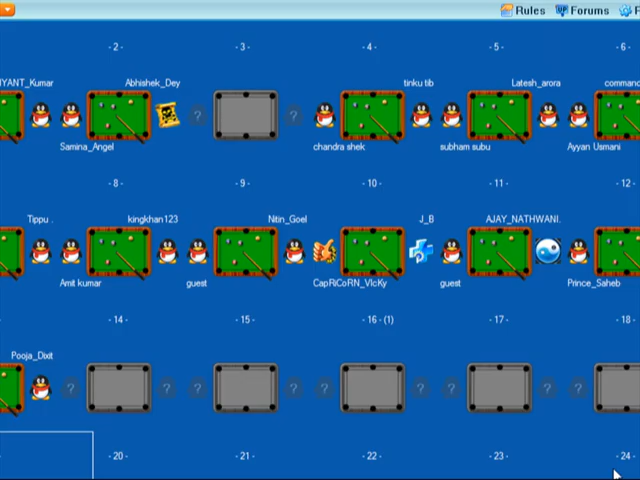 Rules Forums F
- 2 - - 3 - - 4 - - 5 - - 6 -
YANT_Kumar Abhishek_Dey tinku tib Latesh_arora command
? ?
Samina_Angel chandra shek subham subu Ayyan Usmani
- 8 - - 9 - - 10 - - 11 - - 12 -
Tippu . kingkhan123 Nitin_Goel J_B AJAY_NATHWANI.
Amit kumar guest CapRiCoRN_VIcKy guest Prince_Saheb
- 14 - - 15 - - 16 - (1) - 17 - - 18 -
Pooja_Dixit
? ? ? ? ? ? ? ? ?
- 20 - - 21 - - 22 - - 23 - - 24 -